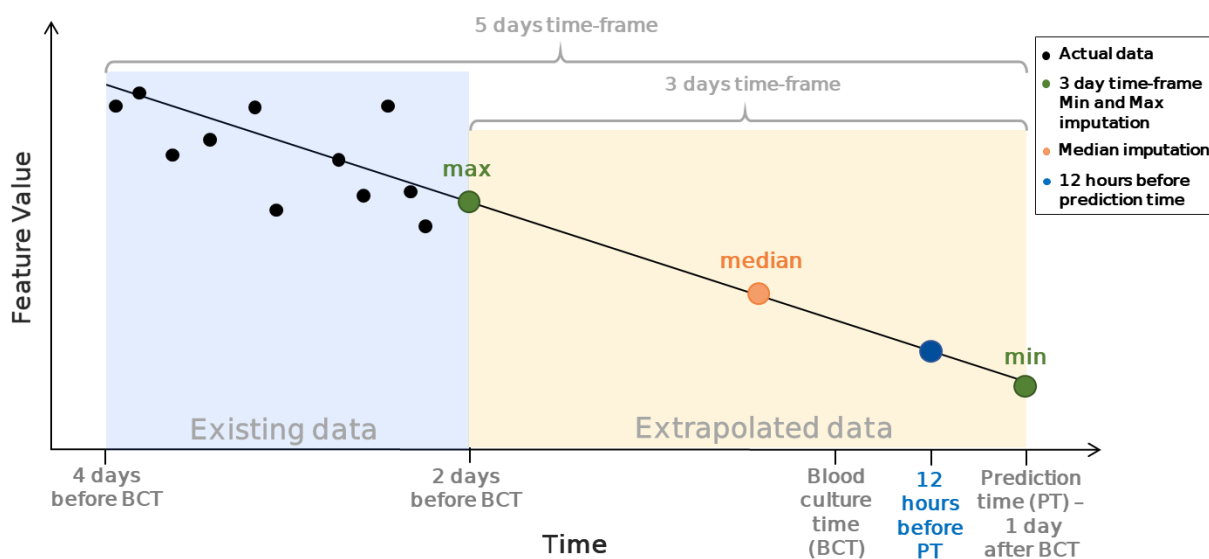 5 days time-frame
3 days time-frame
Actual data
3 day time-frame
Min and Max
imputation
Median imputation
12 hours before
prediction time
Feature Value
max
median
min
Existing data
Extrapolated data
4 days
before BCT
2 days
before BCT
Blood
culture
time
(BCT)
12
hours
before
PT
Prediction
time (PT) –
1 day
after BCT
Time